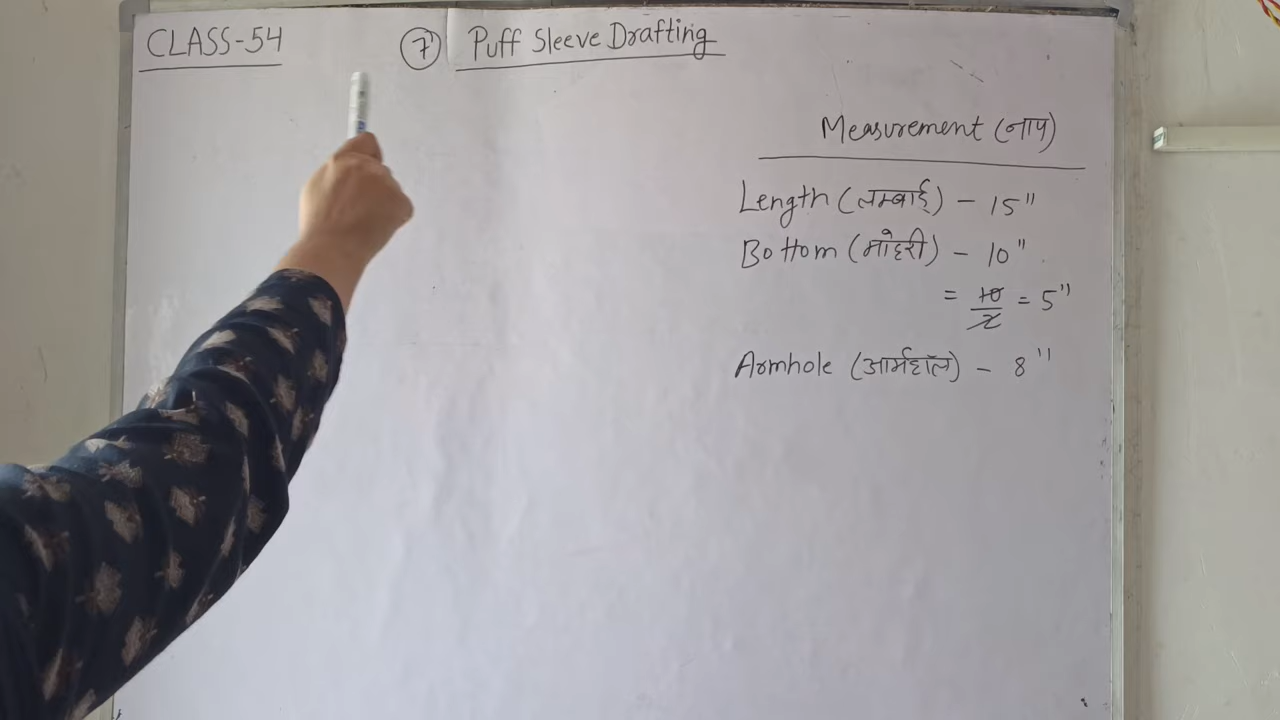 CLASS-54
7 Puff Sleeve Drafting
Measurement (नाप)
Length (लम्बाई) - 15"
Bottom (मोहरी) - 10"
= 10/2 = 5"
Armhole (आर्महॉल) - 8"